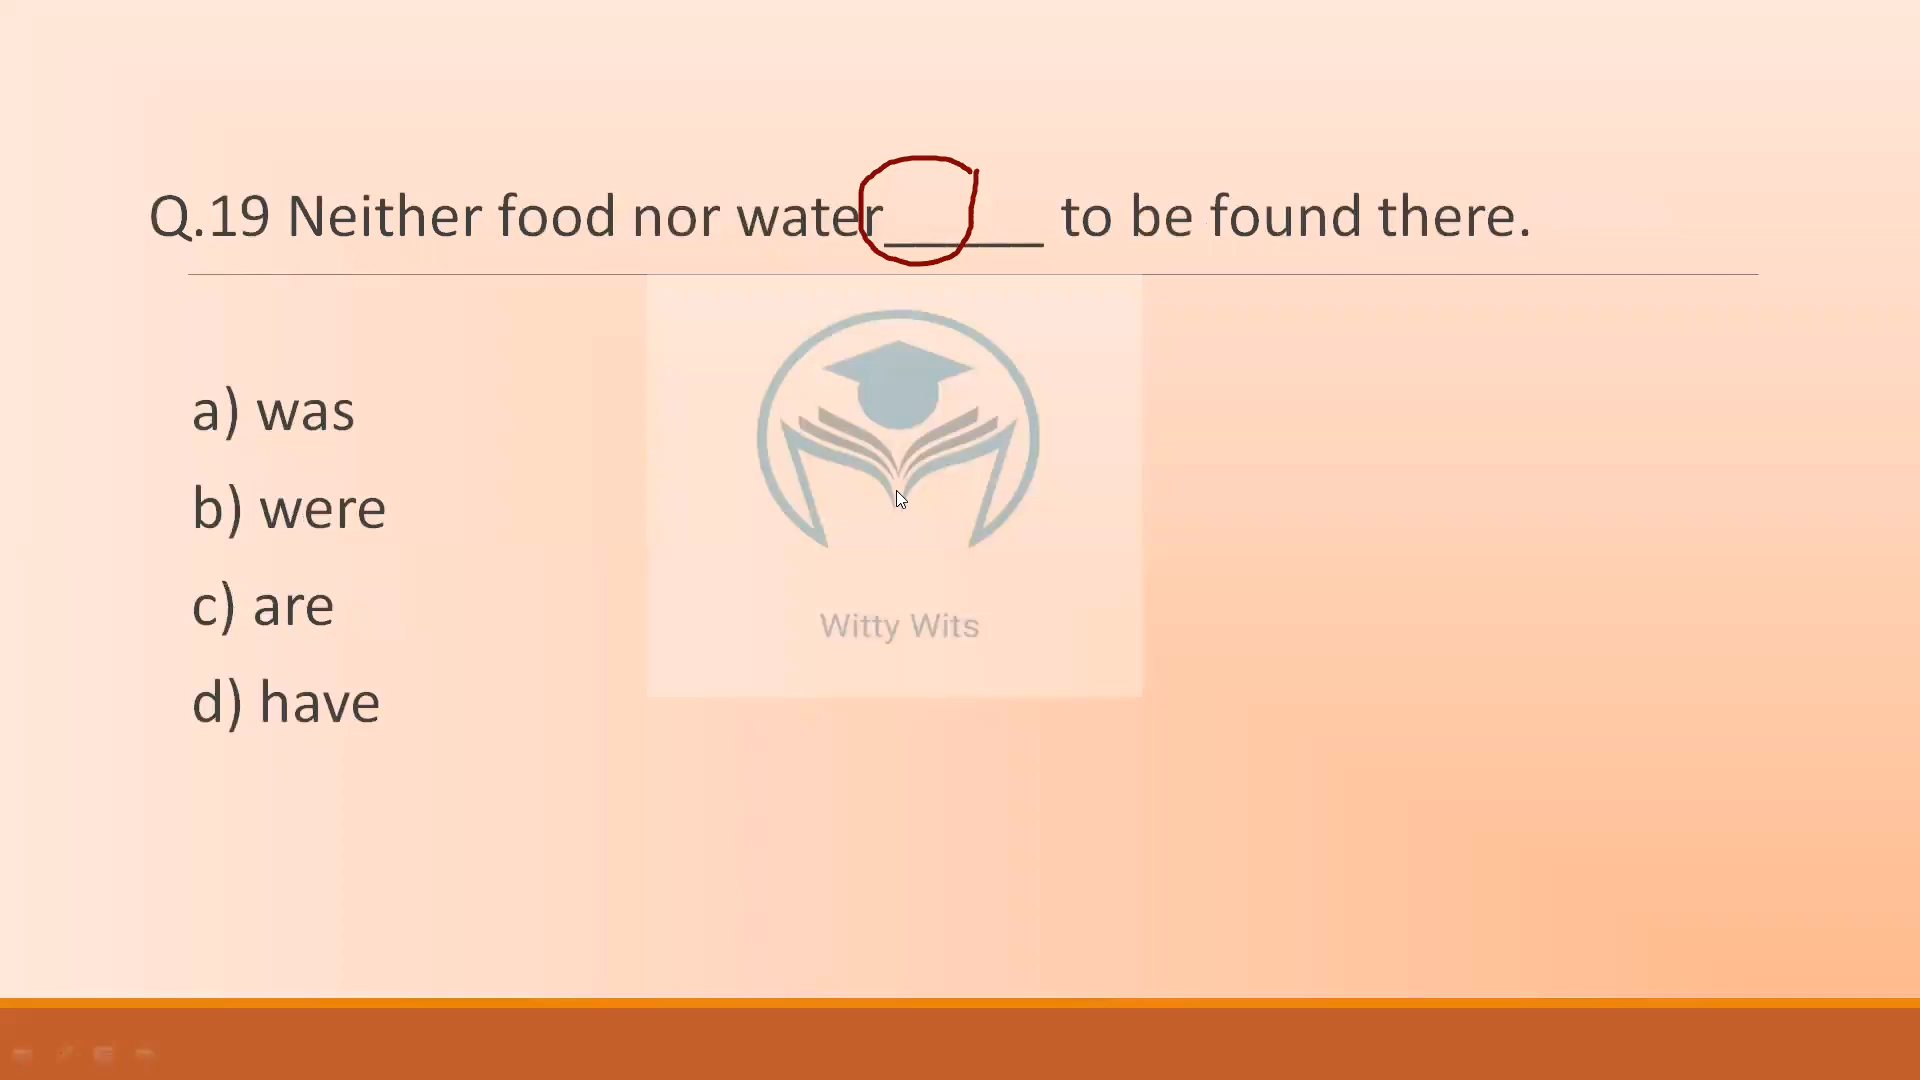 Q.19 Neither food nor water______ to be found there.
a) was
b) were
c) are
d) have
Witty Wits